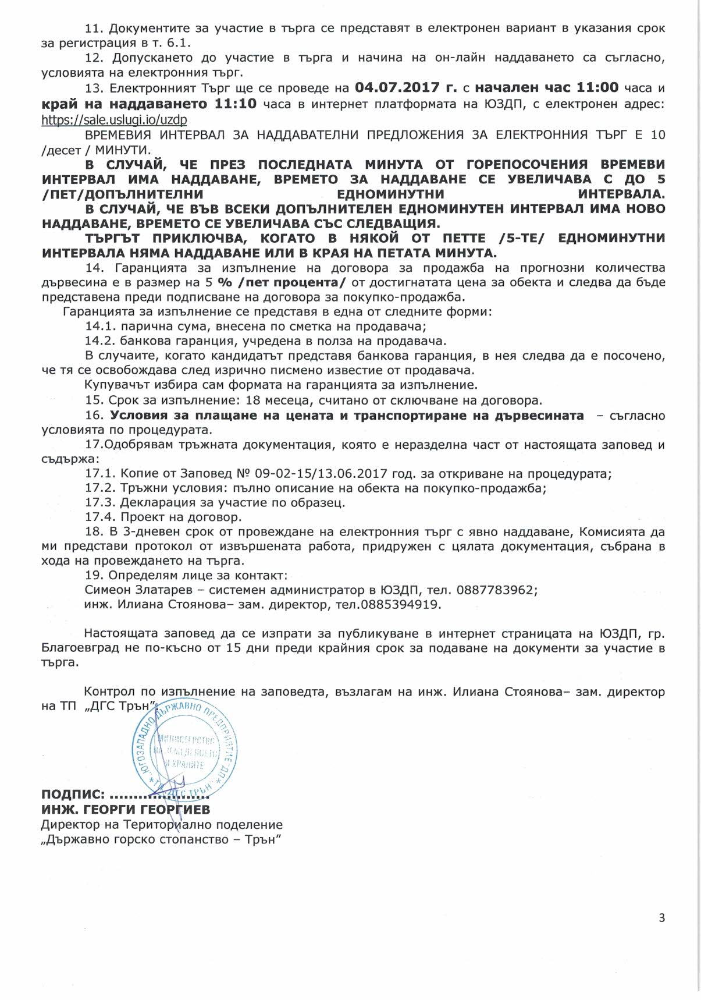 11. Документите за участие в търга се представят в електронен вариант в указания срок
за регистрация в т. 6.1.
12. Допускането до участие в търга и начина на он-лайн наддаването са съгласно,
условията на електронния търг.
13. Електронният Търг ще се проведе на 04.07.2017 г. с начален час 11:00 часа и
край на наддаването 11:10 часа в интернет платформата на ЮЗДП, с електронен адрес:
https://sale.uslugi.io/uzdp
ВРЕМЕВИЯ ИНТЕРВАЛ ЗА НАДДАВАТЕЛНИ ПРЕДЛОЖЕНИЯ ЗА ЕЛЕКТРОННИЯ ТЪРГ Е 10
/десет / МИНУТИ.
В СЛУЧАЙ, ЧЕ ПРЕЗ ПОСЛЕДНАТА МИНУТА ОТ ГОРЕПОСОЧЕНИЯ ВРЕМЕВИ
ИНТЕРВАЛ ИМА НАДДАВАНЕ, ВРЕМЕТО ЗА НАДДАВАНЕ СЕ УВЕЛИЧАВА С ДО 5
/ПЕТ/ДОПЪЛНИТЕЛНИ ЕДНОМИНУТНИ ИНТЕРВАЛА.
В СЛУЧАЙ, ЧЕ ВЪВ ВСЕКИ ДОПЪЛНИТЕЛЕН ЕДНОМИНУТЕН ИНТЕРВАЛ ИМА НОВО
НАДДАВАНЕ, ВРЕМЕТО СЕ УВЕЛИЧАВА СЪС СЛЕДВАЩИЯ.
ТЪРГЪТ ПРИКЛЮЧВА, КОГАТО В НЯКОЙ ОТ ПЕТТЕ /5-ТЕ/ ЕДНОМИНУТНИ
ИНТЕРВАЛА НЯМА НАДДАВАНЕ ИЛИ В КРАЯ НА ПЕТАТА МИНУТА.
14. Гаранцията за изпълнение на договора за продажба на прогнозни количества
дървесина е в размер на 5 % /пет процента/ от достигнатата цена за обекта и следва да бъде
представена преди подписване на договора за покупко-продажба.
Гаранцията за изпълнение се представя в една от следните форми:
14.1. парична сума, внесена по сметка на продавача;
14.2. банкова гаранция, учредена в полза на продавача.
В случаите, когато кандидатът представя банкова гаранция, в нея следва да е посочено,
че тя се освобождава след изрично писмено известие от продавача.
Купувачът избира сам формата на гаранцията за изпълнение.
15. Срок за изпълнение: 18 месеца, считано от сключване на договора.
16. Условия за плащане на цената и транспортиране на дървесината – съгласно
условията по процедурата.
17.Одобрявам тръжната документация, която е неразделна част от настоящата заповед и
съдържа:
17.1. Копие от Заповед № 09-02-15/13.06.2017 год. за откриване на процедурата;
17.2. Тръжни условия: пълно описание на обекта на покупко-продажба;
17.3. Декларация за участие по образец.
17.4. Проект на договор.
18. В 3-дневен срок от провеждане на електронния търг с явно наддаване, Комисията да
ми представи протокол от извършената работа, придружен с цялата документация, събрана в
хода на провеждането на търга.
19. Определям лице за контакт:
Симеон Златарев – системен администратор в ЮЗДП, тел. 0887783962;
инж. Илиана Стоянова– зам. директор, тел.0885394919.
Настоящата заповед да се изпрати за публикуване в интернет страницата на ЮЗДП, гр.
Благоевград не по-късно от 15 дни преди крайния срок за подаване на документи за участие в
търга.
Контрол по изпълнение на заповедта, възлагам на инж. Илиана Стоянова– зам. директор
на ТП „ДГС Трън”.
"ЮГОЗАПАДНО ДЪРЖАВНО ПРЕДПРИЯТИЕ" ДП
МИНИСТЕРСТВО
НА ЗЕМЕДЕЛИЕТО
И ХРАНИТЕ
ТП „ДГС ТРЪН"
ПОДПИС: .....................
ИНЖ. ГЕОРГИ ГЕОРГИЕВ
Директор на Териториално поделение
„Държавно горско стопанство – Трън”
3